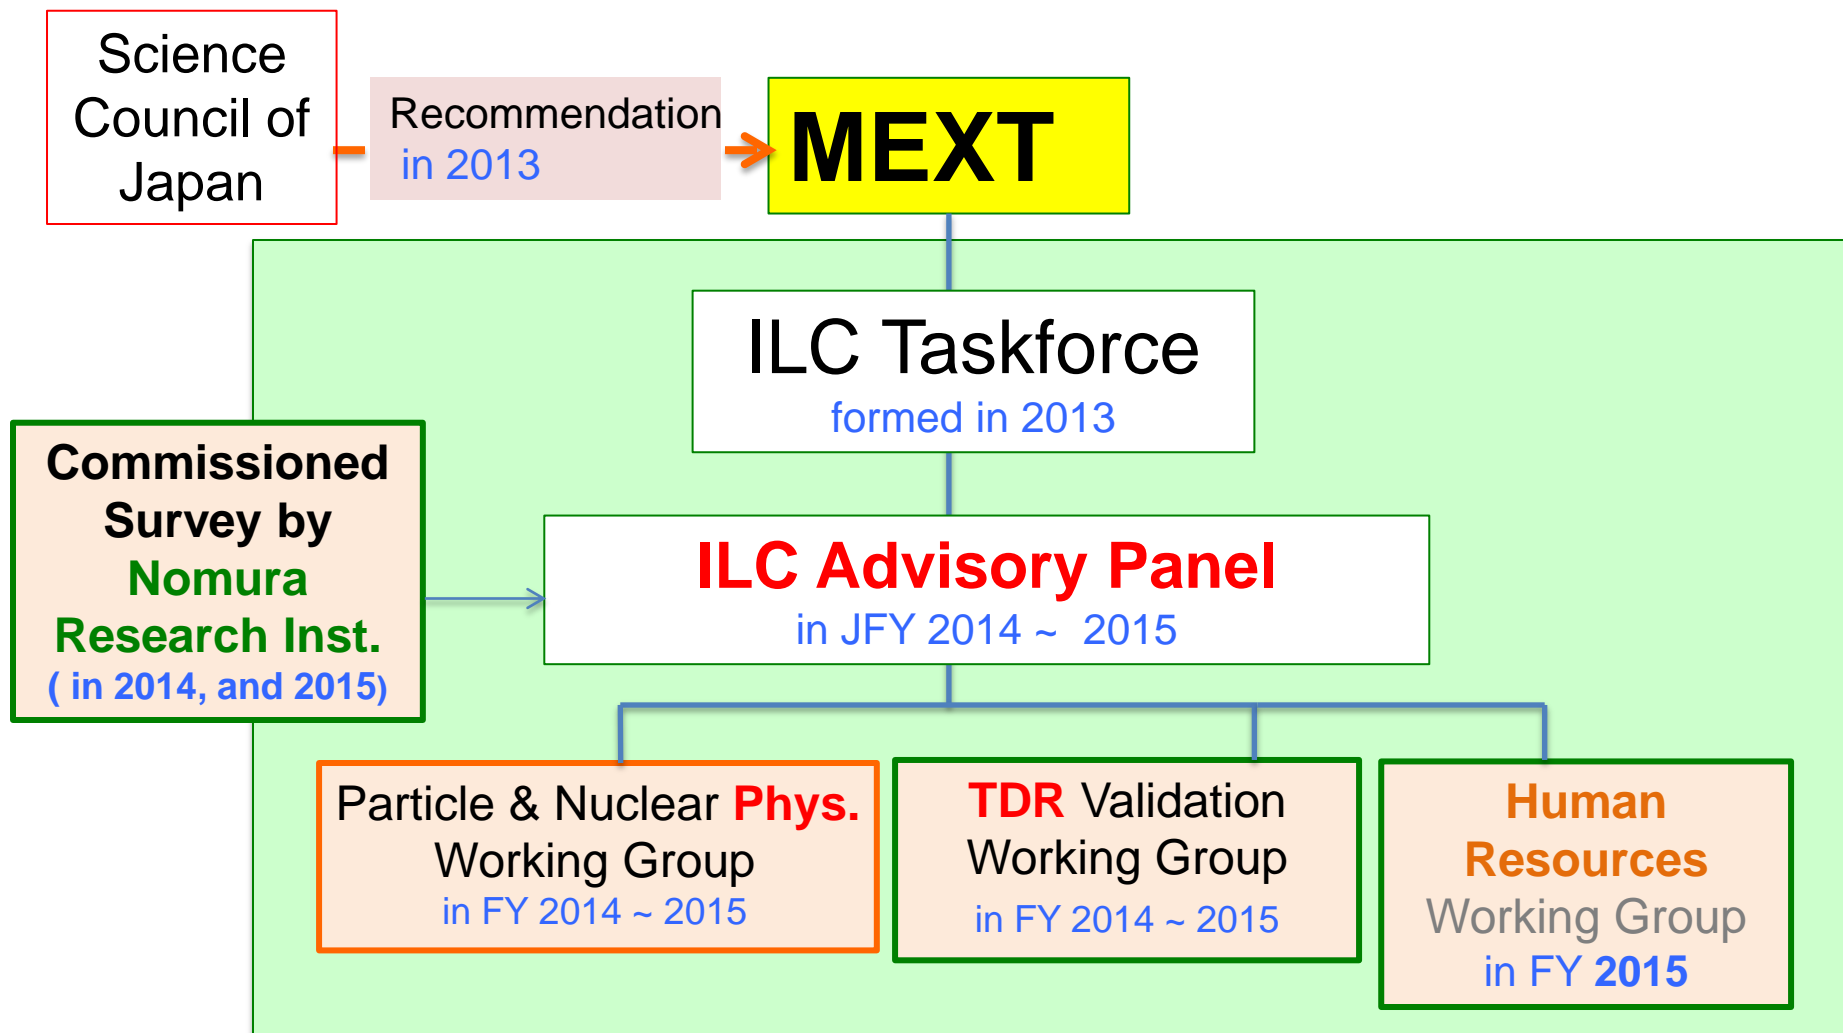 Science
Council of
Japan
Recommendation
in 2013
MEXT
ILC Taskforce
formed in 2013
Commissioned
Survey by
Nomura
Research Inst.
( in 2014, and 2015)
ILC Advisory Panel
in JFY 2014 ~ 2015
Particle & Nuclear Phys.
Working Group
in FY 2014 ~ 2015
TDR Validation
Working Group
in FY 2014 ~ 2015
Human
Resources
Working Group
in FY 2015